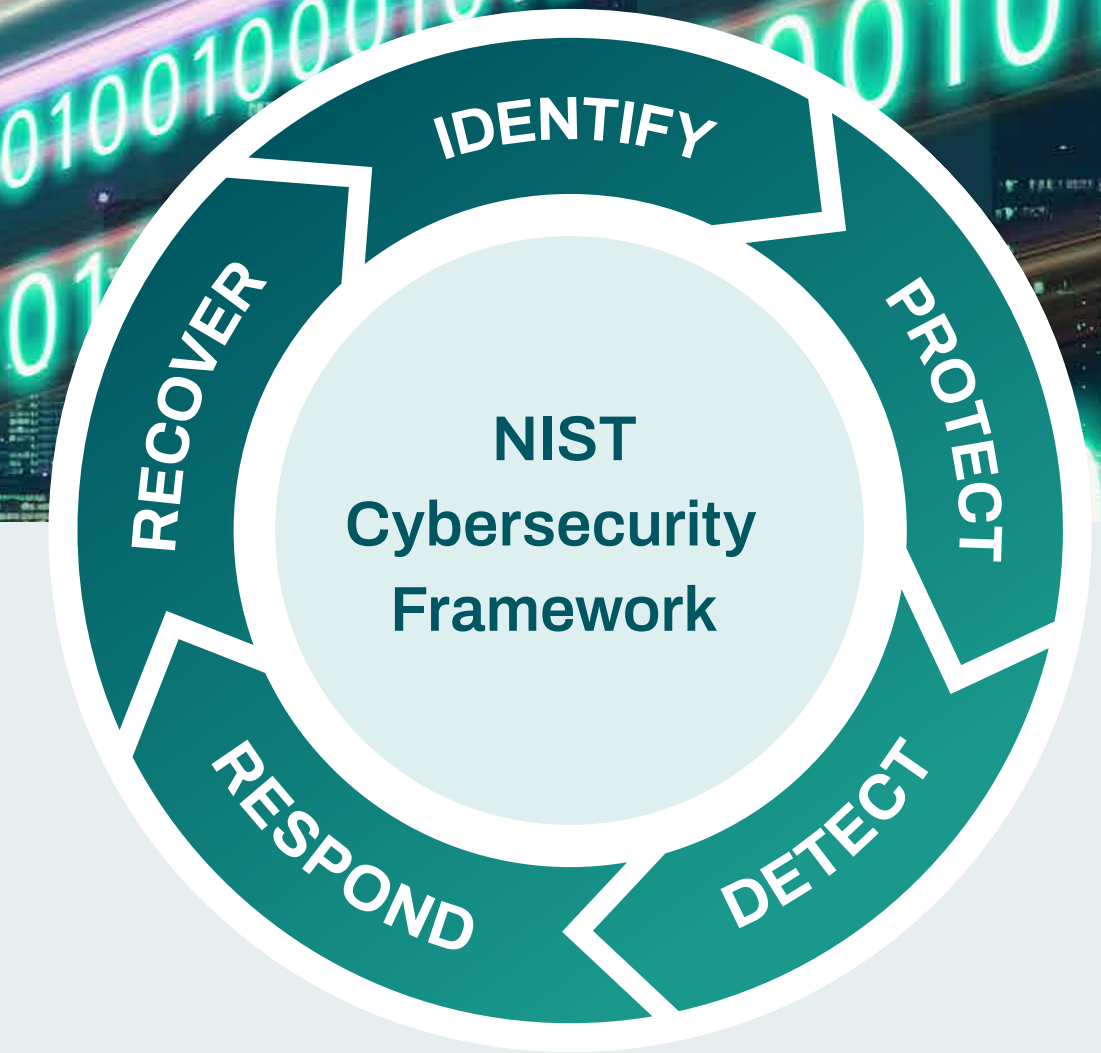 NIST
Cybersecurity
Framework
IDENTIFY
PROTECT
DETECT
RESPOND
RECOVER